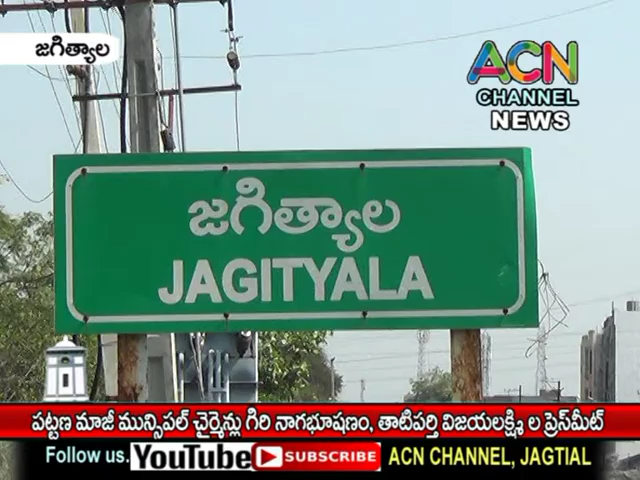 జగిత్యాల
ACN
CHANNEL
NEWS
జగిత్యాల
JAGITYALA
పట్టణ మాజీ మున్సిపల్ చైర్మెన్లు గిరి నాగభూషణం, తాటిపర్తి విజయలక్ష్మి ల ప్రెస్‌మీట్
Follow us. YouTube SUBSCRIBE ACN CHANNEL, JAGTIAL